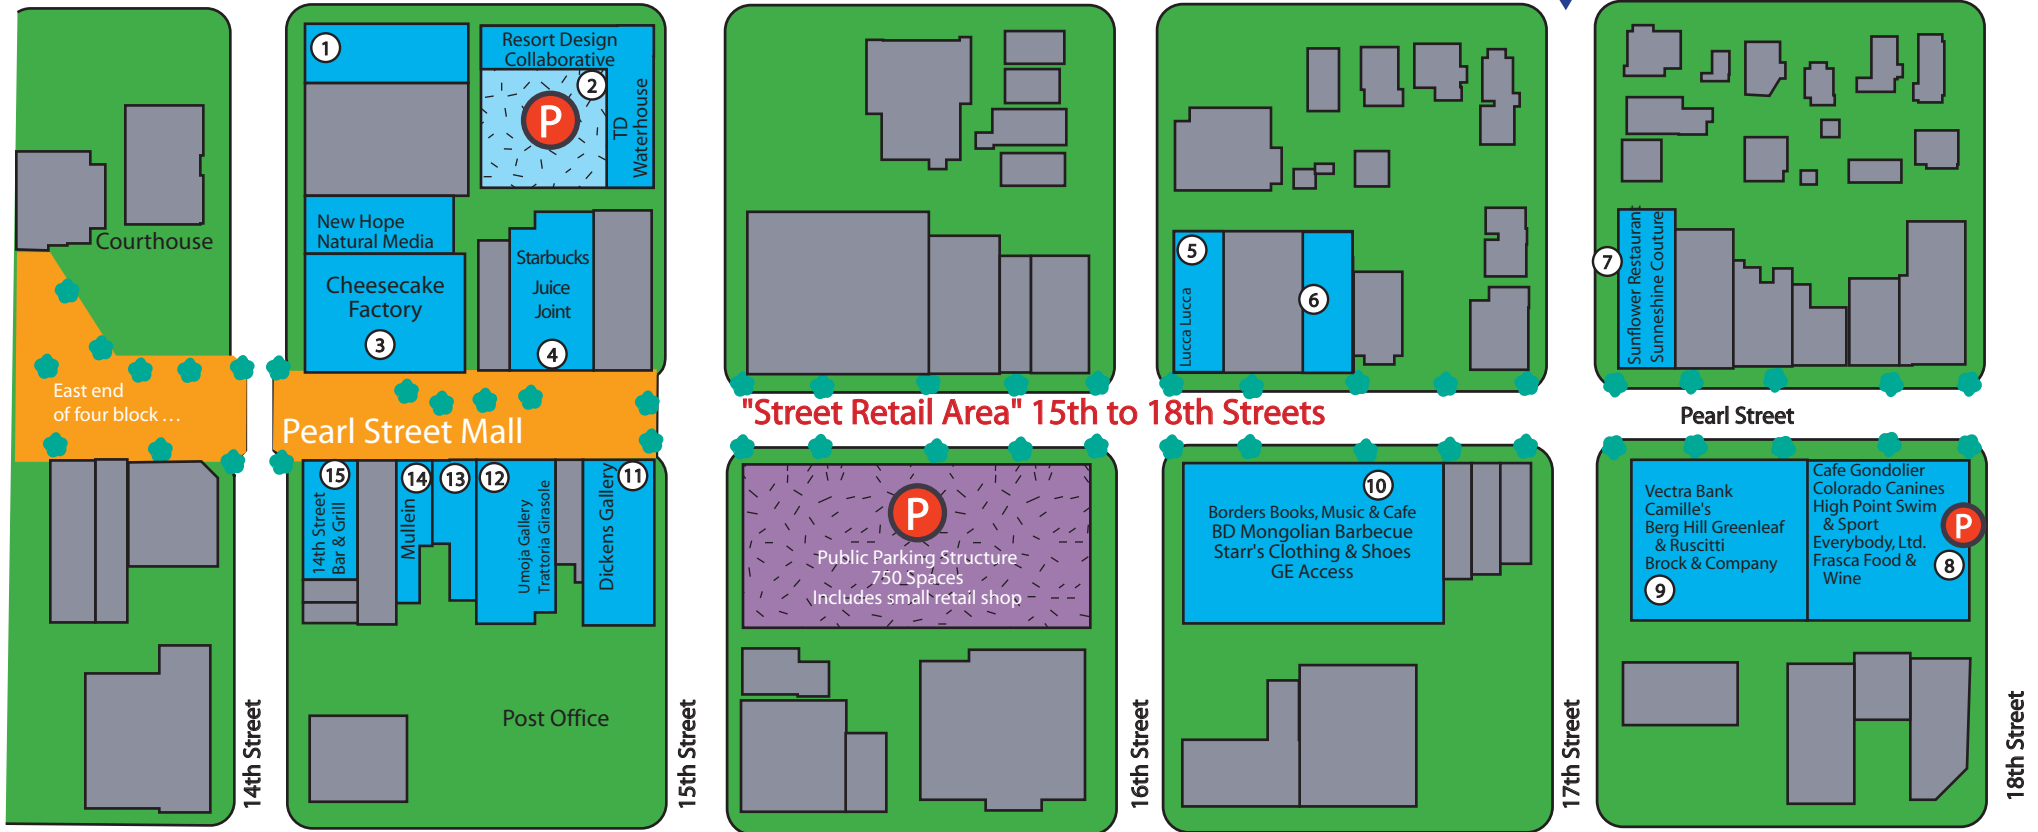 1
Resort Design
Collaborative
2
P
TD
Waterhouse
New Hope
Natural Media
Cheesecake
Factory
3
Starbucks
Juice
Joint
4
Courthouse
East end
of four block ...
Pearl Street Mall
5
Lucca Lucca
6
7
Sunflower Restaurant
Sunneshine Couture
"Street Retail Area" 15th to 18th Streets
Pearl Street
15
14th Street
Bar & Grill
14
Mullein
13
12
Umoja Gallery
Trattoria Girasole
11
Dickens Gallery
P
Public Parking Structure
750 Spaces
Includes small retail shop
10
Borders Books, Music & Cafe
BD Mongolian Barbecue
Starr's Clothing & Shoes
GE Access
Vectra Bank
Camille's
Berg Hill Greenleaf
& Ruscitti
Brock & Company
9
Cafe Gondolier
Colorado Canines
High Point Swim
& Sport
Everybody, Ltd.
Frasca Food &
Wine
P
8
Post Office
14th Street
15th Street
16th Street
17th Street
18th Street